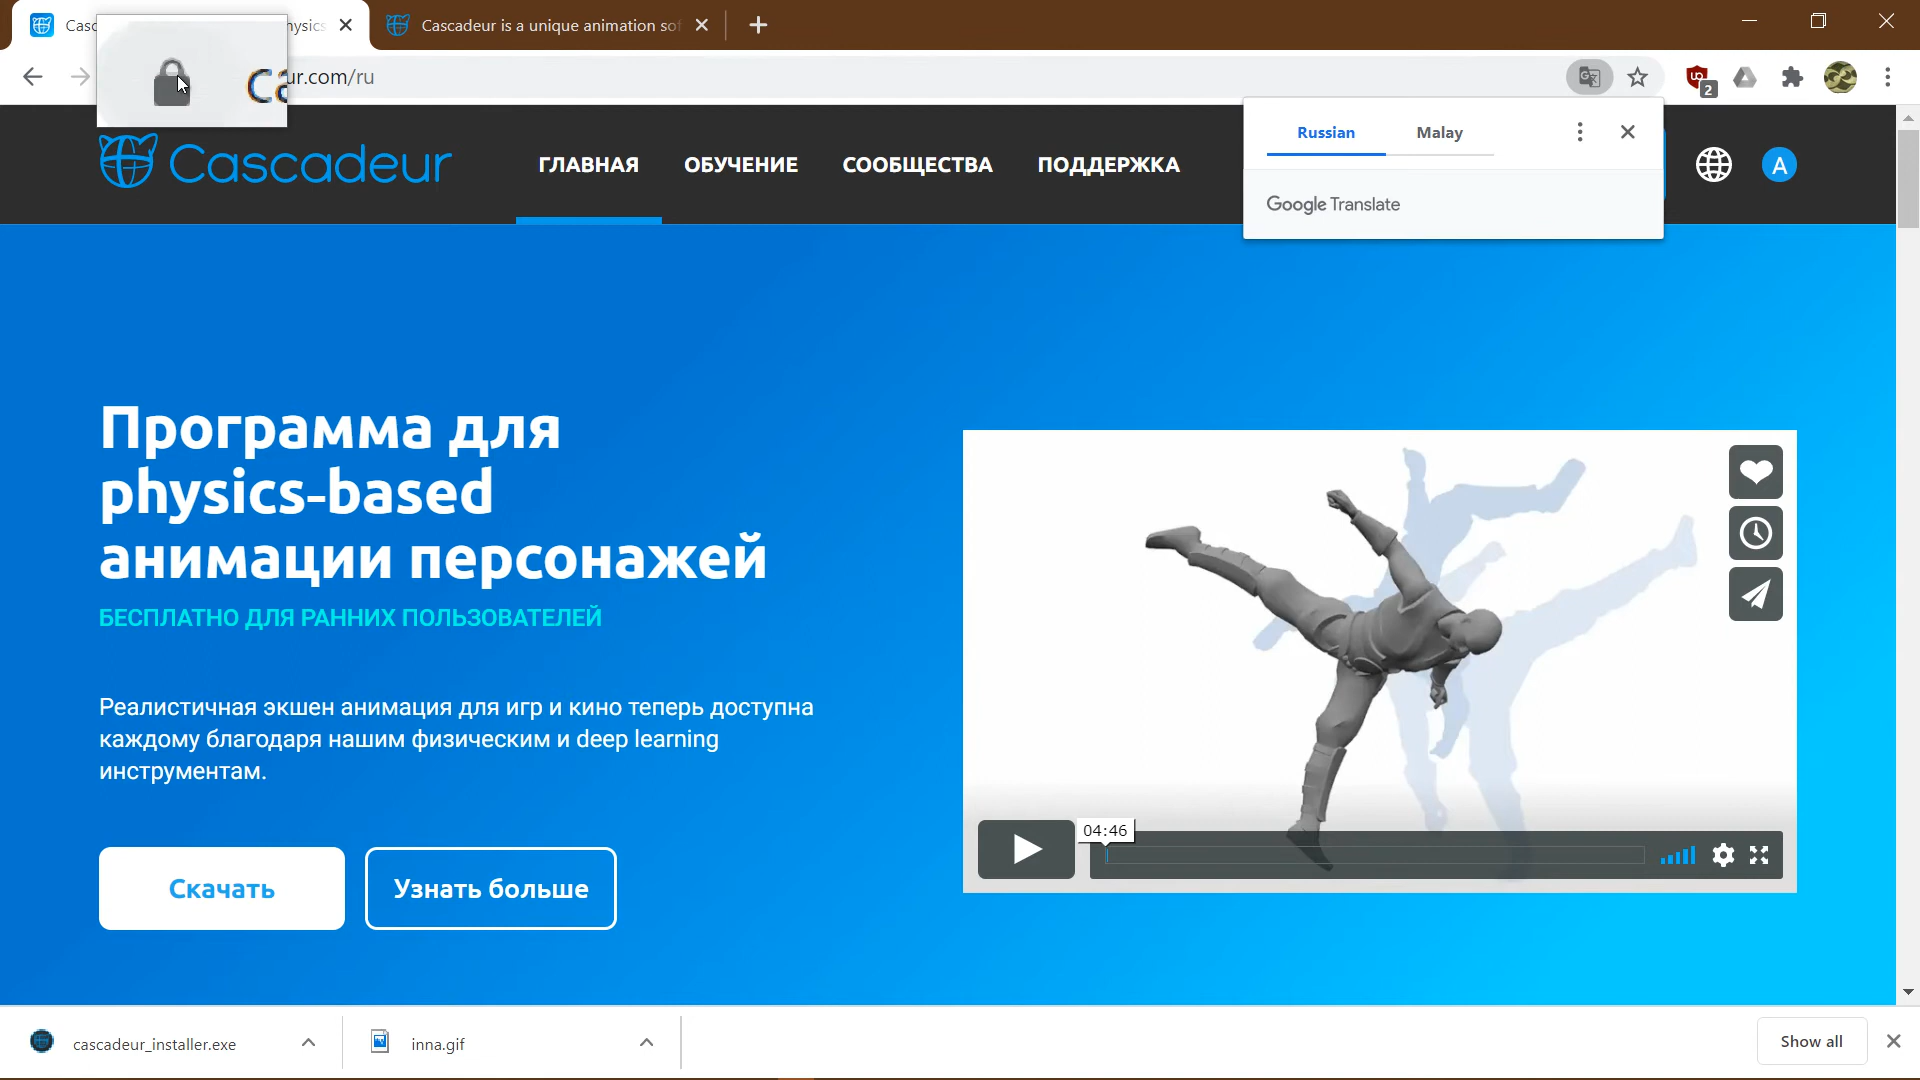 Casc
hysics
Cascadeur is a unique animation sof
ca
ur.com/ru
2
Cascadeur
ГЛАВНАЯ
ОБУЧЕНИЕ
СООБЩЕСТВА
ПОДДЕРЖКА
Russian
Malay
Google Translate
A
Программа для
physics-based
анимации персонажей
БЕСПЛАТНО ДЛЯ РАННИХ ПОЛЬЗОВАТЕЛЕЙ
Реалистичная экшен анимация для игр и кино теперь доступна
каждому благодаря нашим физическим и deep learning
инструментам.
Скачать
Узнать больше
04:46
cascadeur_installer.exe
inna.gif
Show all